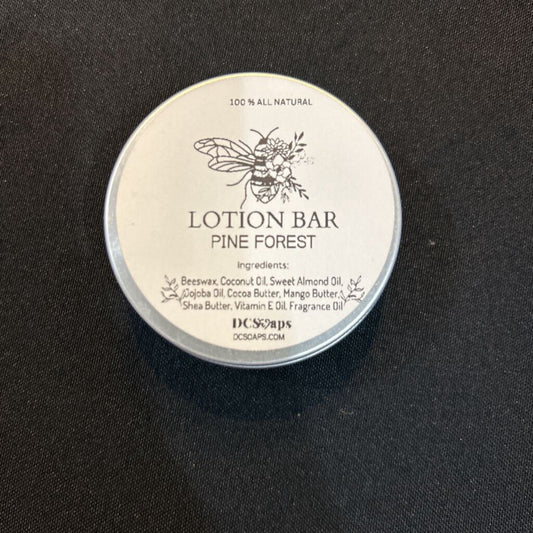 100 % ALL NATURAL
LOTION BAR
PINE FOREST
Ingredients:
Beeswax, Coconut Oil, Sweet Almond Oil,
Jojoba Oil, Cocoa Butter, Mango Butter,
Shea Butter, Vitamin E Oil, Fragrance Oil
DCSoaps
DCSOAPS.COM